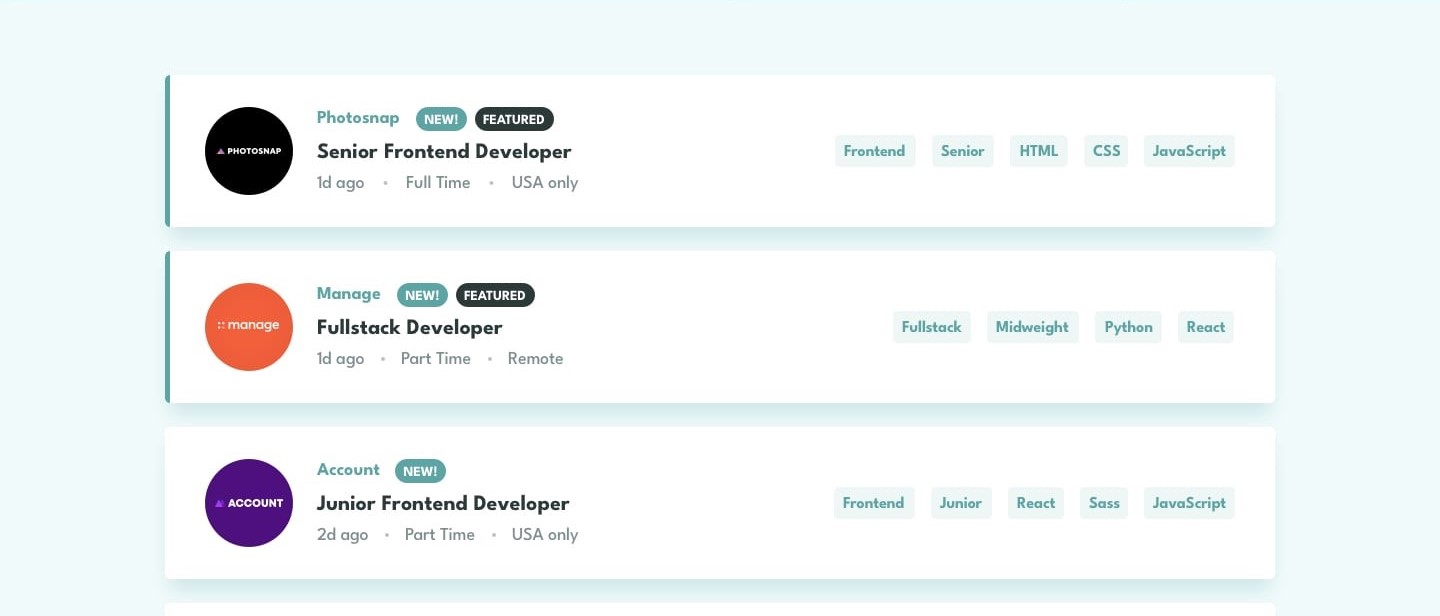 Photosnap NEW! FEATURED
PHOTOSNAP
Senior Frontend Developer
Frontend Senior HTML CSS JavaScript
1d ago • Full Time • USA only
Manage NEW! FEATURED
:: manage
Fullstack Developer
Fullstack Midweight Python React
1d ago • Part Time • Remote
Account NEW!
ACCOUNT
Junior Frontend Developer
Frontend Junior React Sass JavaScript
2d ago • Part Time • USA only